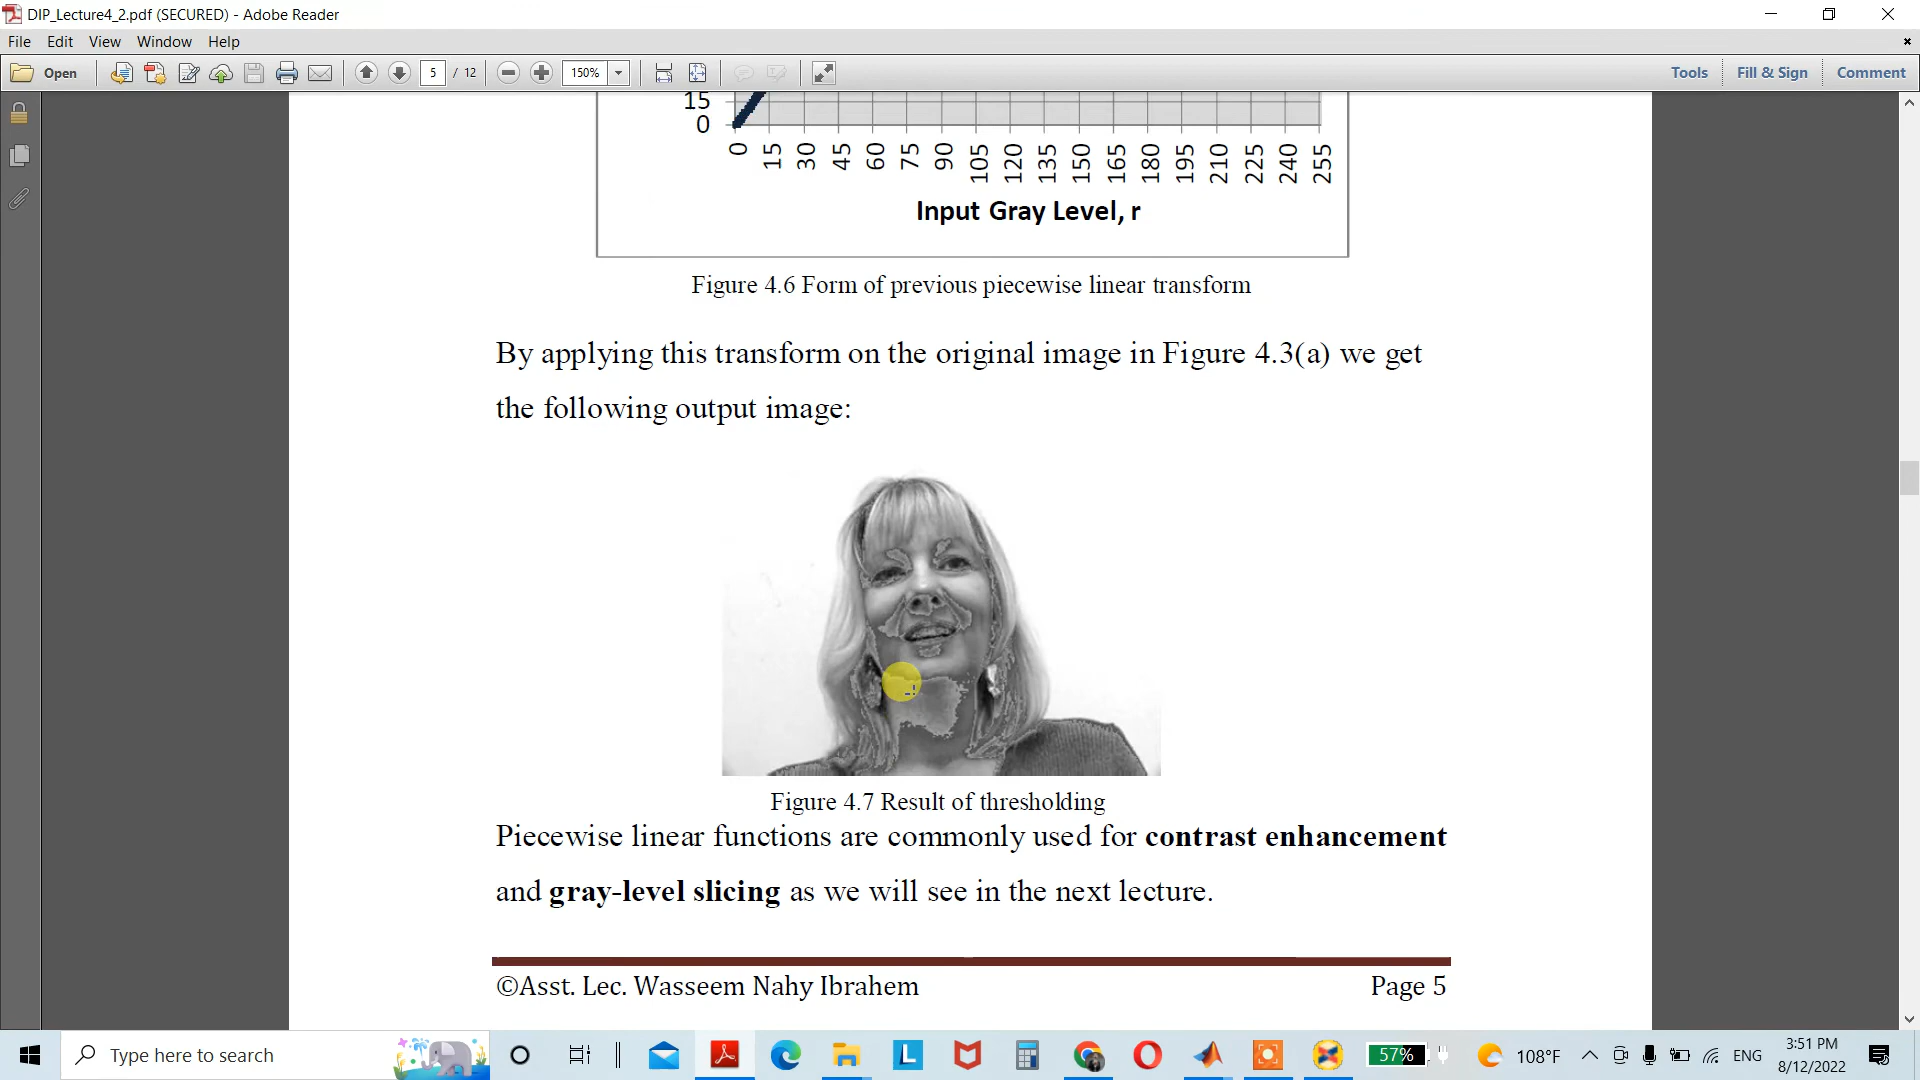 DIP_Lecture4_2.pdf (SECURED) - Adobe Reader
File Edit View Window Help
Open 5 / 12 150% Tools Fill & Sign Comment
15
0
0 15 30 45 60 75 90 105 120 135 150 165 180 195 210 225 240 255
Input Gray Level, r
Figure 4.6 Form of previous piecewise linear transform
By applying this transform on the original image in Figure 4.3(a) we get
the following output image:
Figure 4.7 Result of thresholding
Piecewise linear functions are commonly used for contrast enhancement
and gray-level slicing as we will see in the next lecture.
©Asst. Lec. Wasseem Nahy Ibrahem Page 5
Type here to search L 57% 108°F ENG 3:51 PM
8/12/2022